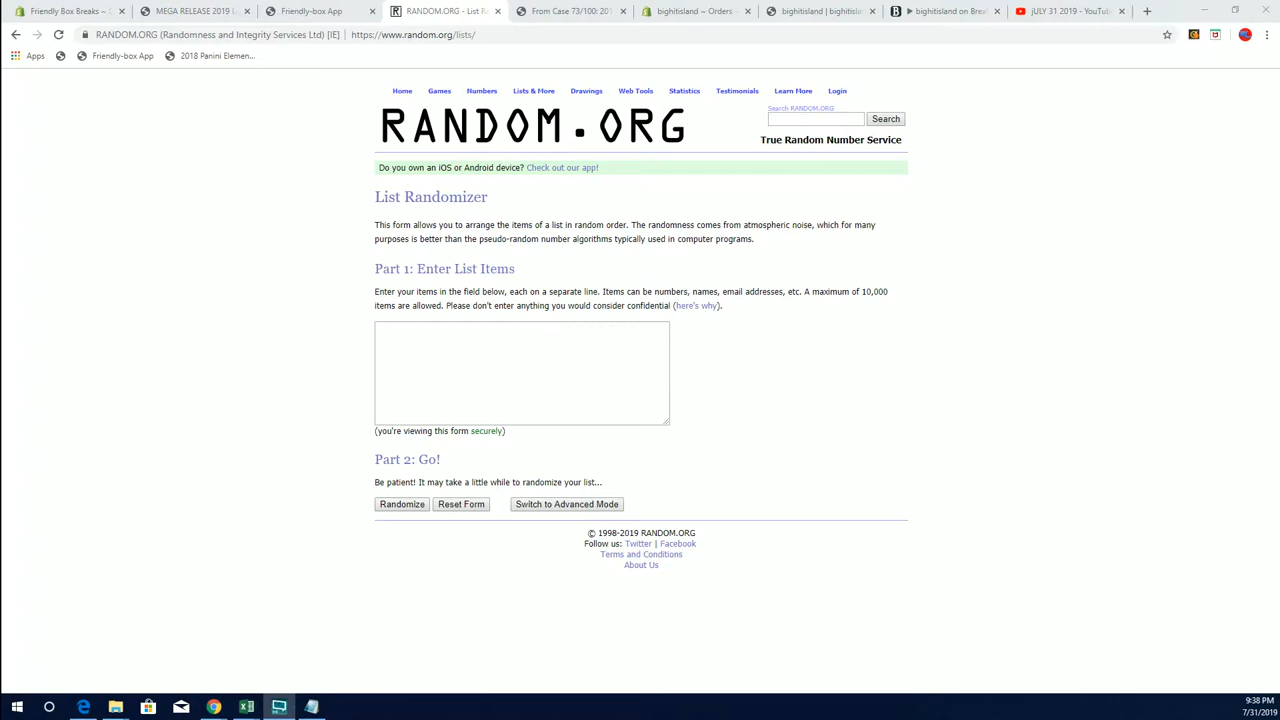 Friendly Box Breaks ~ C
MEGA RELEASE 2019 L
Friendly-box App
RANDOM.ORG - List Ra
From Case 73/100: 201
bighitisland ~ Orders ~
bighitisland | bighitislan
bighitisland on Brea
jULY 31 2019 - YouTub
RANDOM.ORG (Randomness and Integrity Services Ltd) [IE] | https://www.random.org/lists/
Apps
Friendly-box App
2018 Panini Elemen...
Home Games Numbers Lists & More Drawings Web Tools Statistics Testimonials Learn More Login
RANDOM.ORG
Search RANDOM.ORG
Search
True Random Number Service
Do you own an iOS or Android device? Check out our app!
List Randomizer
This form allows you to arrange the items of a list in random order. The randomness comes from atmospheric noise, which for many
purposes is better than the pseudo-random number algorithms typically used in computer programs.
Part 1: Enter List Items
Enter your items in the field below, each on a separate line. Items can be numbers, names, email addresses, etc. A maximum of 10,000
items are allowed. Please don't enter anything you would consider confidential (here's why).
(you're viewing this form securely)
Part 2: Go!
Be patient! It may take a little while to randomize your list...
Randomize Reset Form Switch to Advanced Mode
© 1998-2019 RANDOM.ORG
Follow us: Twitter | Facebook
Terms and Conditions
About Us
9:38 PM
7/31/2019